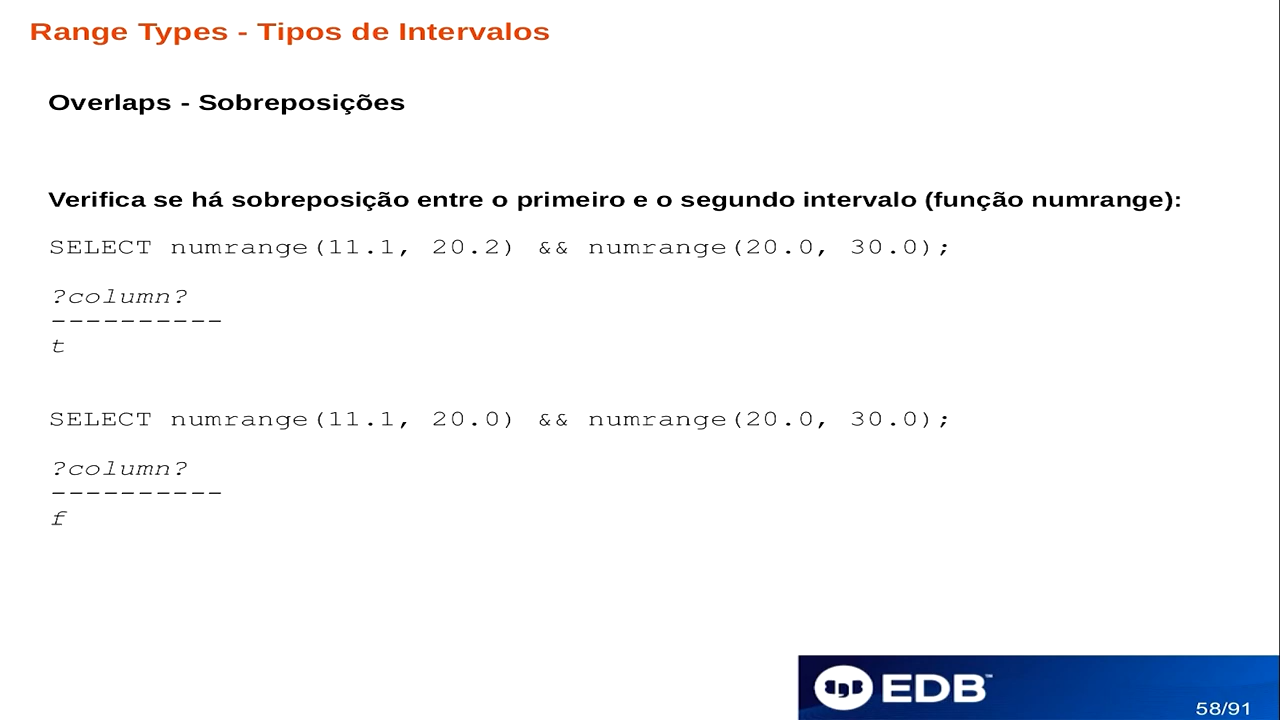 Range Types - Tipos de Intervalos
Overlaps - Sobreposições
Verifica se há sobreposição entre o primeiro e o segundo intervalo (função numrange):
SELECT numrange(11.1, 20.2) && numrange(20.0, 30.0);
?column?
----------
t
SELECT numrange(11.1, 20.0) && numrange(20.0, 30.0);
?column?
----------
f
EDB™
58/91